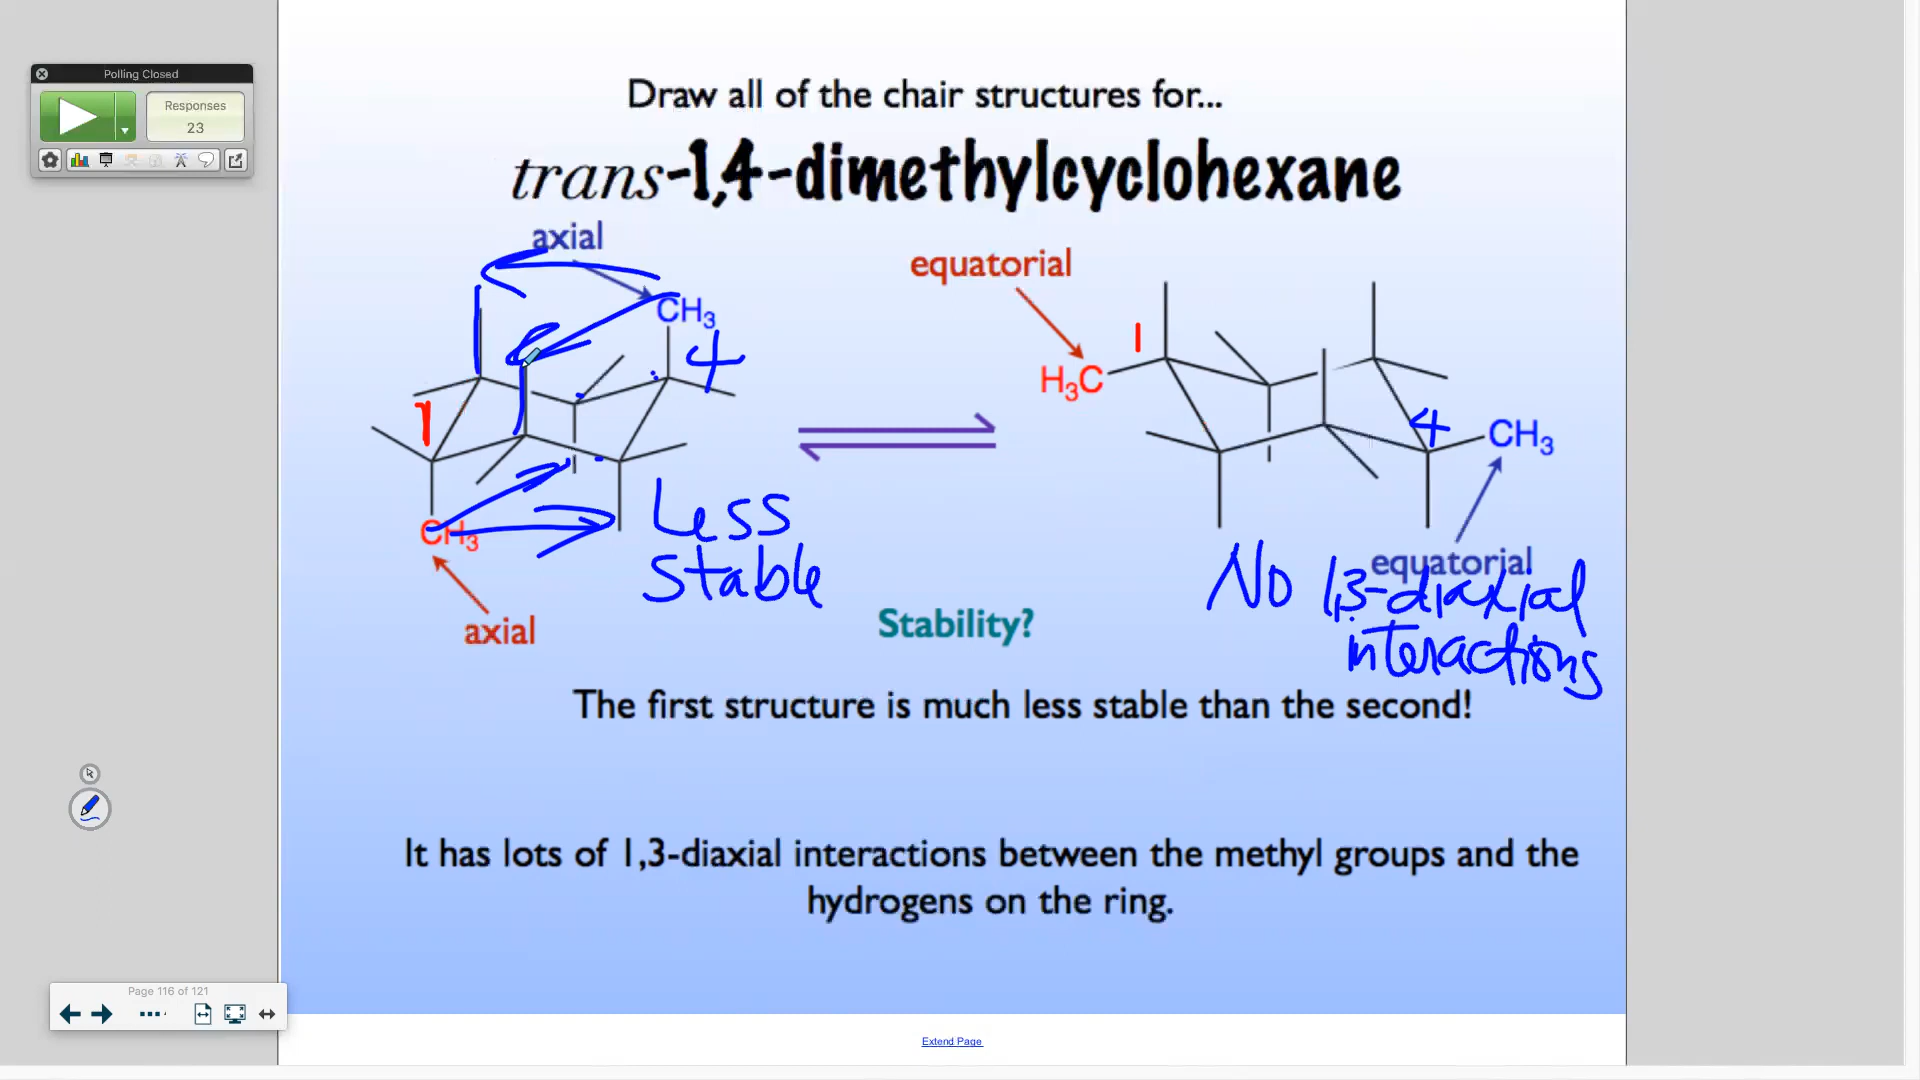 Polling Closed
Responses
23
Draw all of the chair structures for...
trans-1,4-dimethylcyclohexane
axial
equatorial
CH3
4
1
H3C
1
4
CH3
CH3
Less
Stable
axial
equatorial
No 1,3-diaxial
interactions
Stability?
The first structure is much less stable than the second!
It has lots of 1,3-diaxial interactions between the methyl groups and the
hydrogens on the ring.
Page 116 of 121
Extend Page